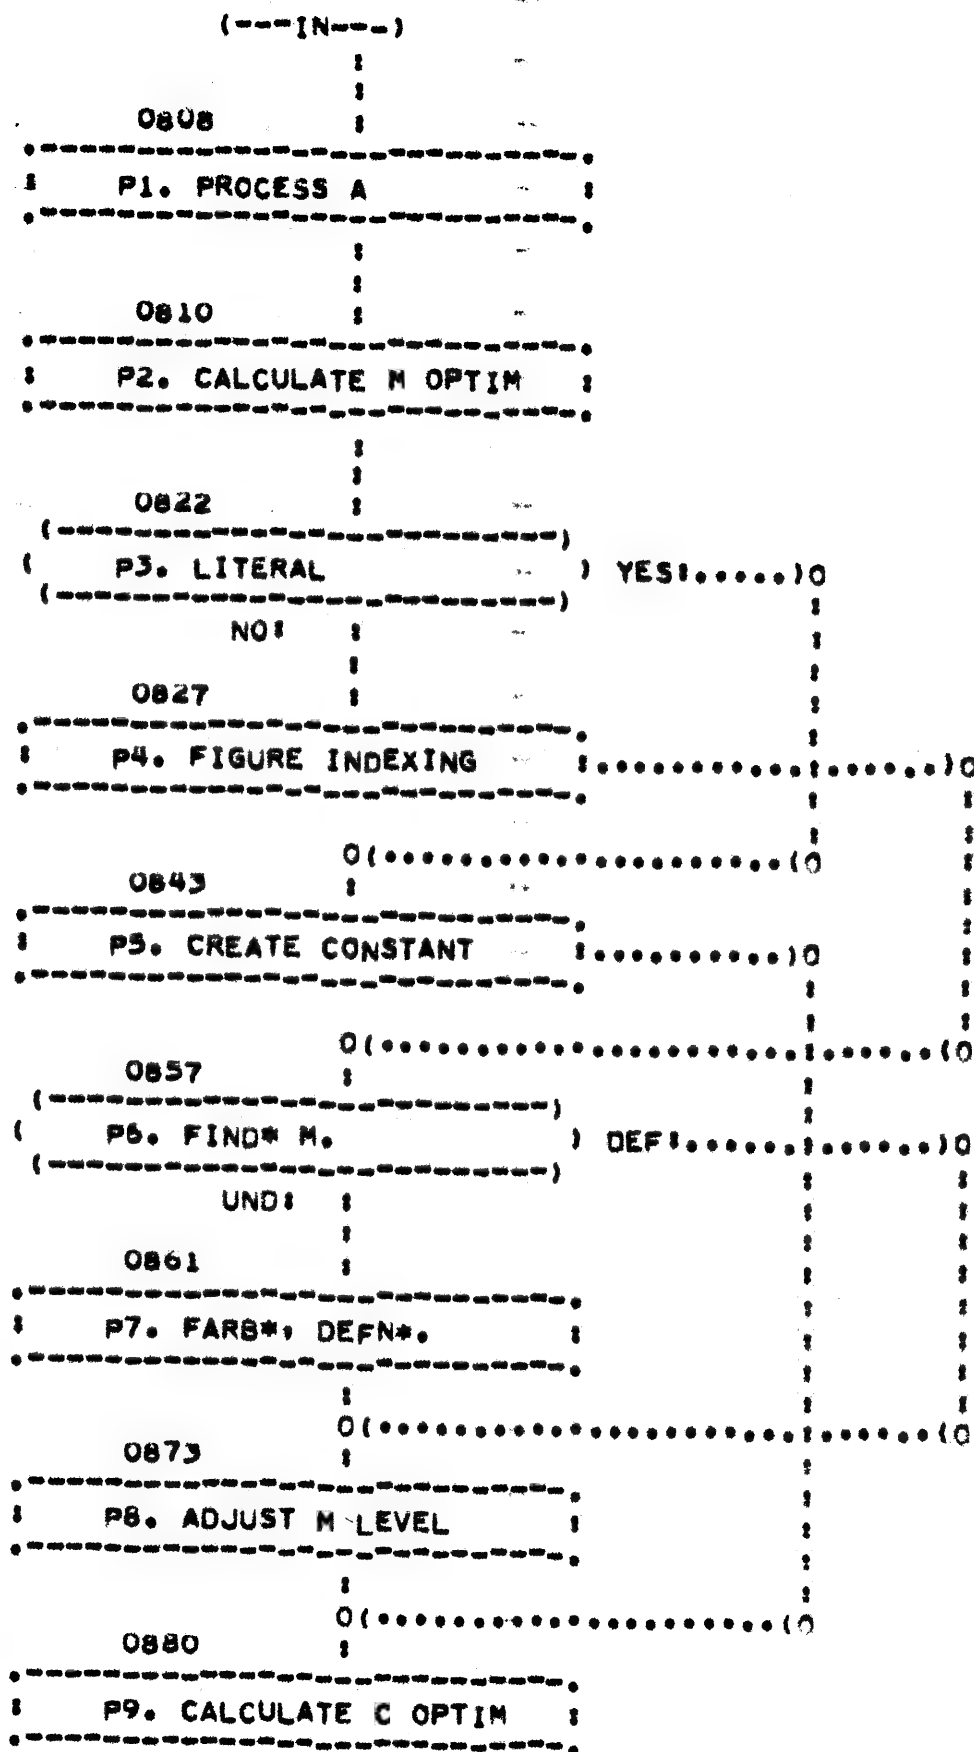 (---IN---)
0808
P1. PROCESS A
0810
P2. CALCULATE M OPTIM
0822
P3. LITERAL ) YES:.....)O
NO:
0827
P4. FIGURE INDEXING
0843
P5. CREATE CONSTANT
0857
P6. FIND* M. ) DEF:
UND:
0861
P7. FARB*, DEFN*.
0873
P8. ADJUST M LEVEL
0880
P9. CALCULATE C OPTIM